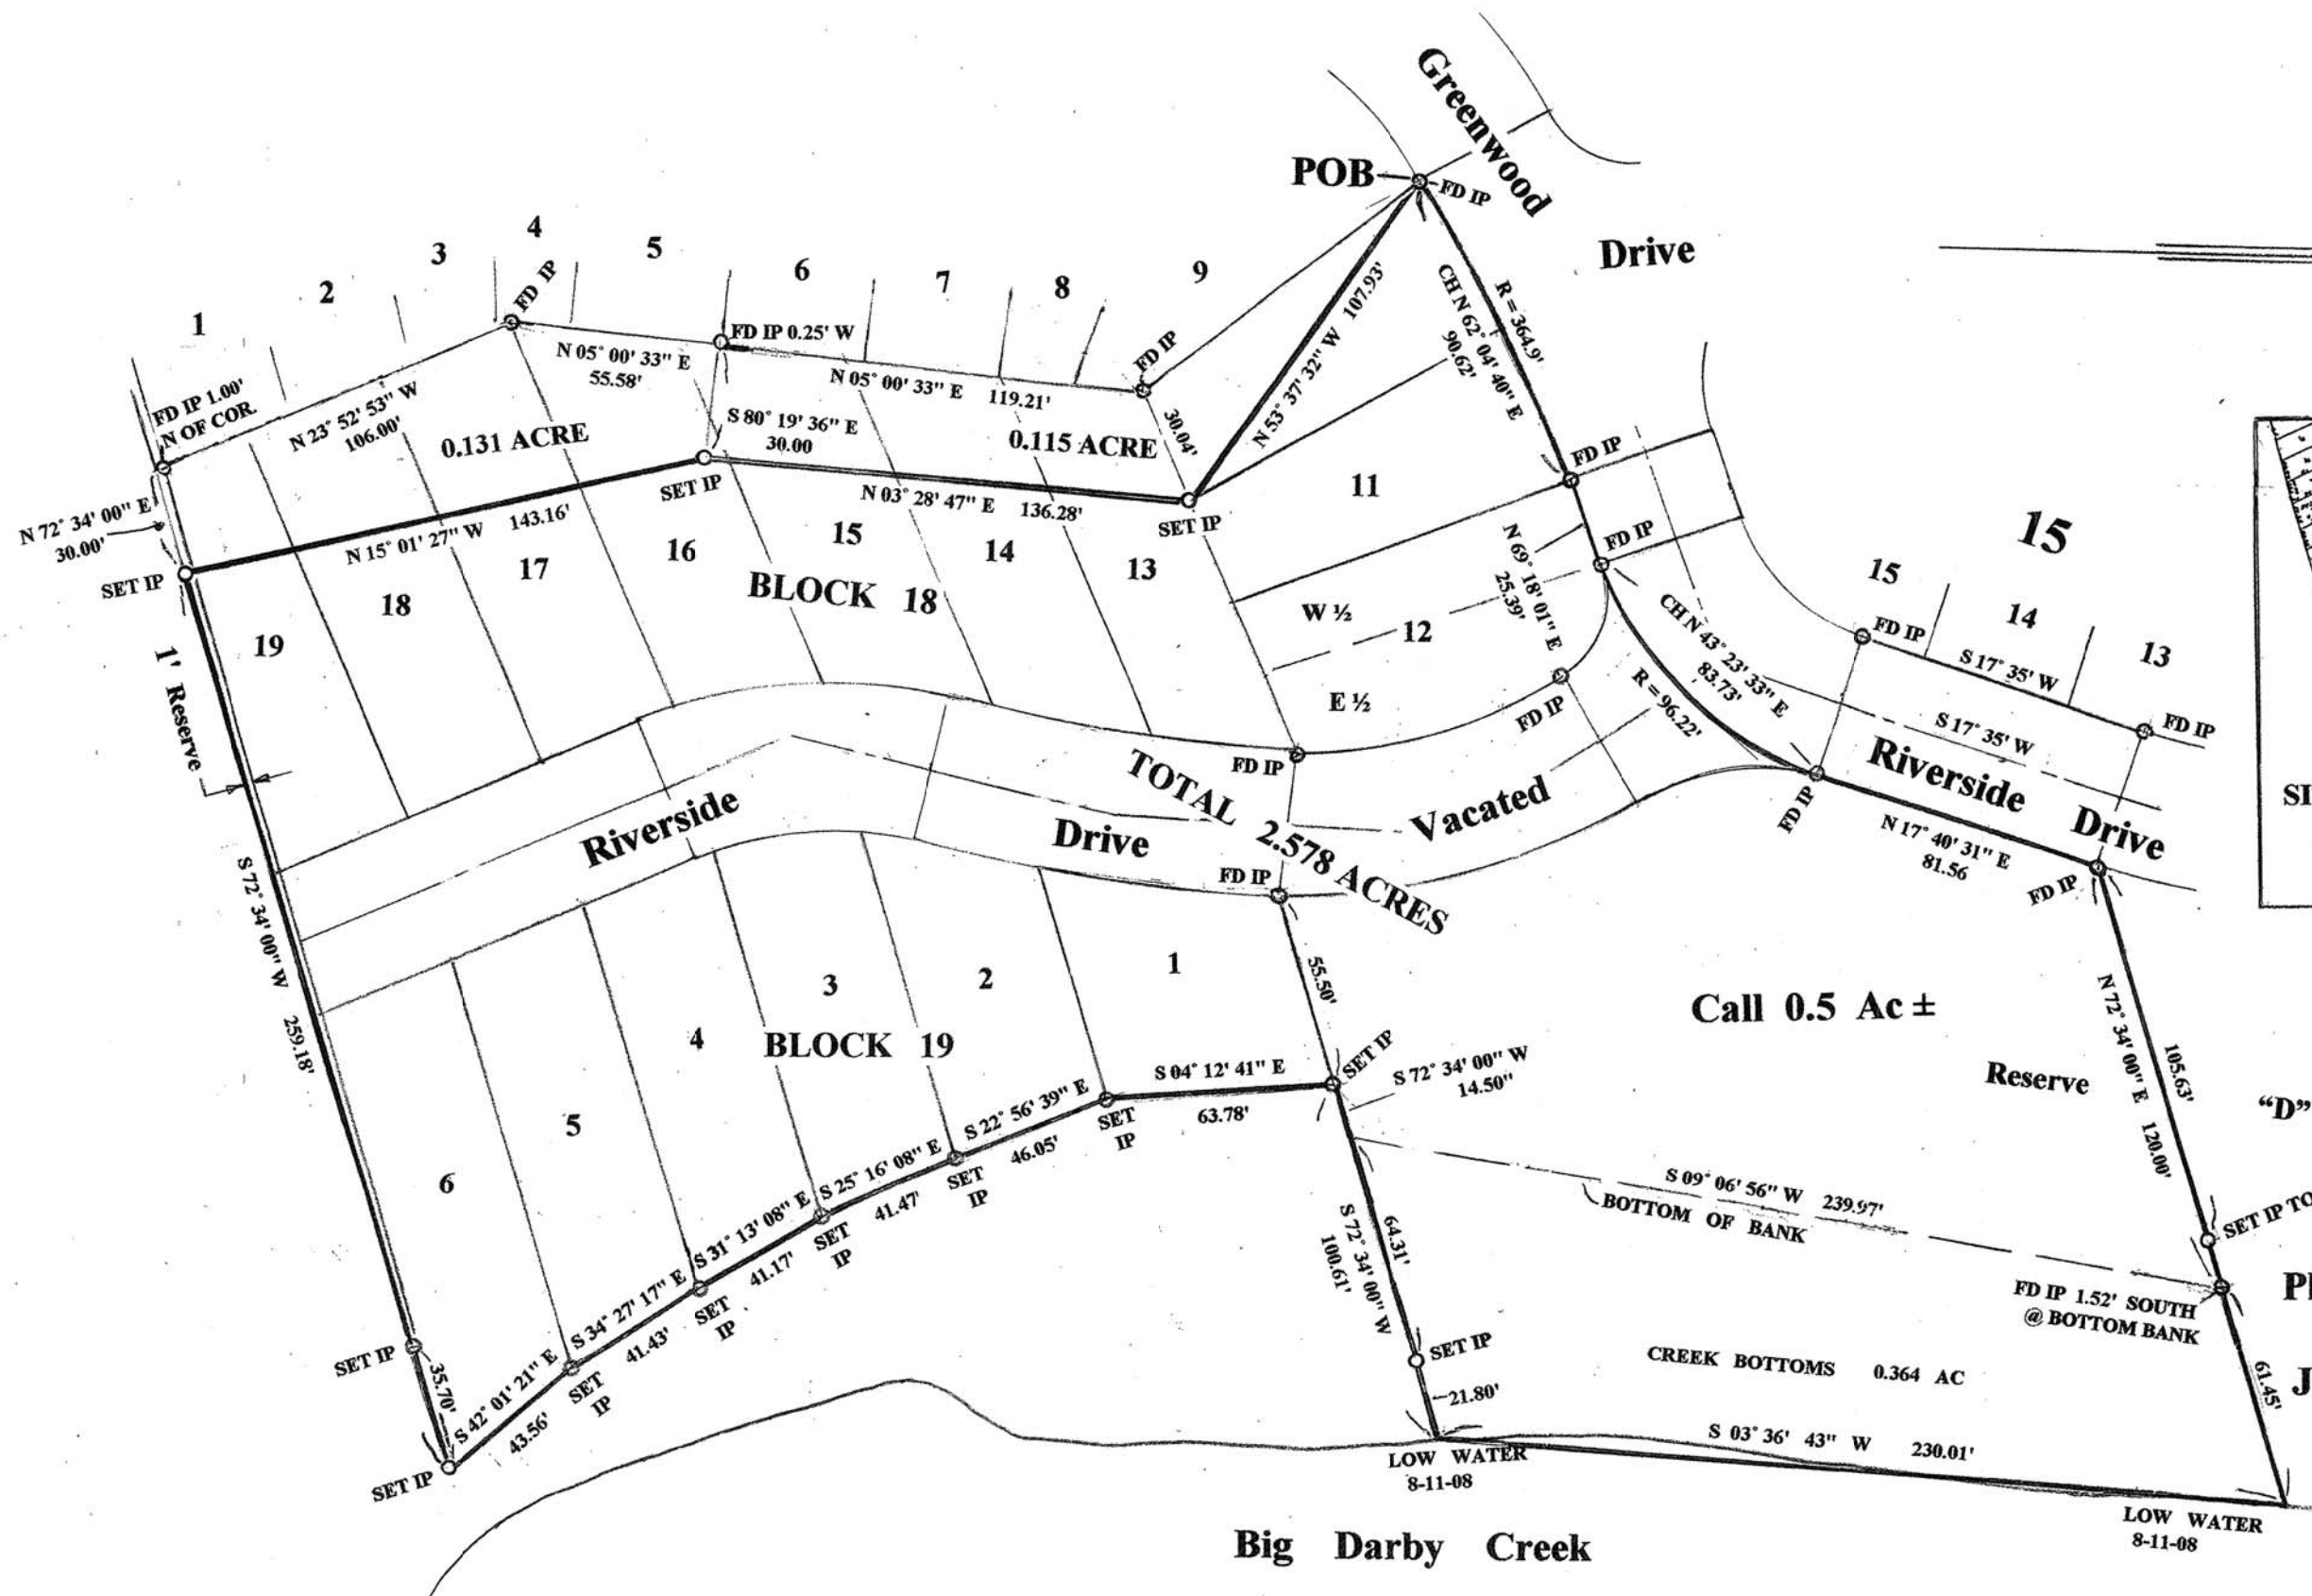 Greenwood
Drive
POB
FD IP
1
2
3
4
5
6
7
8
9
FD IP
FD IP 0.25' W
FD IP
FD IP 1.00'
N OF COR.
N 23° 52' 53" W
106.00'
N 05° 00' 33" E
55.58'
N 05° 00' 33" E 119.21'
0.131 ACRE
S 80° 19' 36" E
30.00
0.115 ACRE
30.04'
N 53° 37' 32" W 107.93'
CH N 62° 04' 40" E
90.62'
R = 364.9'
N 72° 34' 00" E
30.00'
SET IP
N 15° 01' 27" W 143.16'
SET IP
N 03° 28' 47" E 136.28'
SET IP
11
FD IP
FD IP
N 69° 18' 01" E
25.39'
19
18
17
16
15
14
13
BLOCK 18
W ½
12
E ½
FD IP
CH N 43° 23' 33" E
83.73'
R = 96.22'
15
15
14
13
FD IP
S 17° 35' W
FD IP
S 17° 35' W
Riverside Drive
FD IP
N 17° 40' 31" E
81.56
FD IP
1' Reserve
FD IP
TOTAL 2.578 ACRES
Riverside Drive
Vacated
FD IP
S 72° 34' 00" W 259.18'
1
2
3
4
5
6
BLOCK 19
55.50'
SET IP
S 72° 34' 00" W
14.50"
Call 0.5 Ac ±
Reserve
“D”
SI
N 72° 34' 00" E 120.00'
105.63'
S 04° 12' 41" E
63.78'
SET
IP
S 22° 56' 39" E
46.05'
SET
IP
S 25° 16' 08" E
41.47'
SET
IP
S 31° 13' 08" E
41.17'
SET
IP
S 34° 27' 17" E
41.43'
SET
IP
S 42° 01' 21" E
43.56'
SET IP
35.70'
SET IP
S 09° 06' 56" W 239.97'
BOTTOM OF BANK
SET IP TO
FD IP 1.52' SOUTH
@ BOTTOM BANK
64.31'
S 72° 34' 00" W
100.61'
SET IP
21.80'
CREEK BOTTOMS 0.364 AC
61.45'
J
S 03° 36' 43" W 230.01'
LOW WATER
8-11-08
LOW WATER
8-11-08
Big Darby Creek